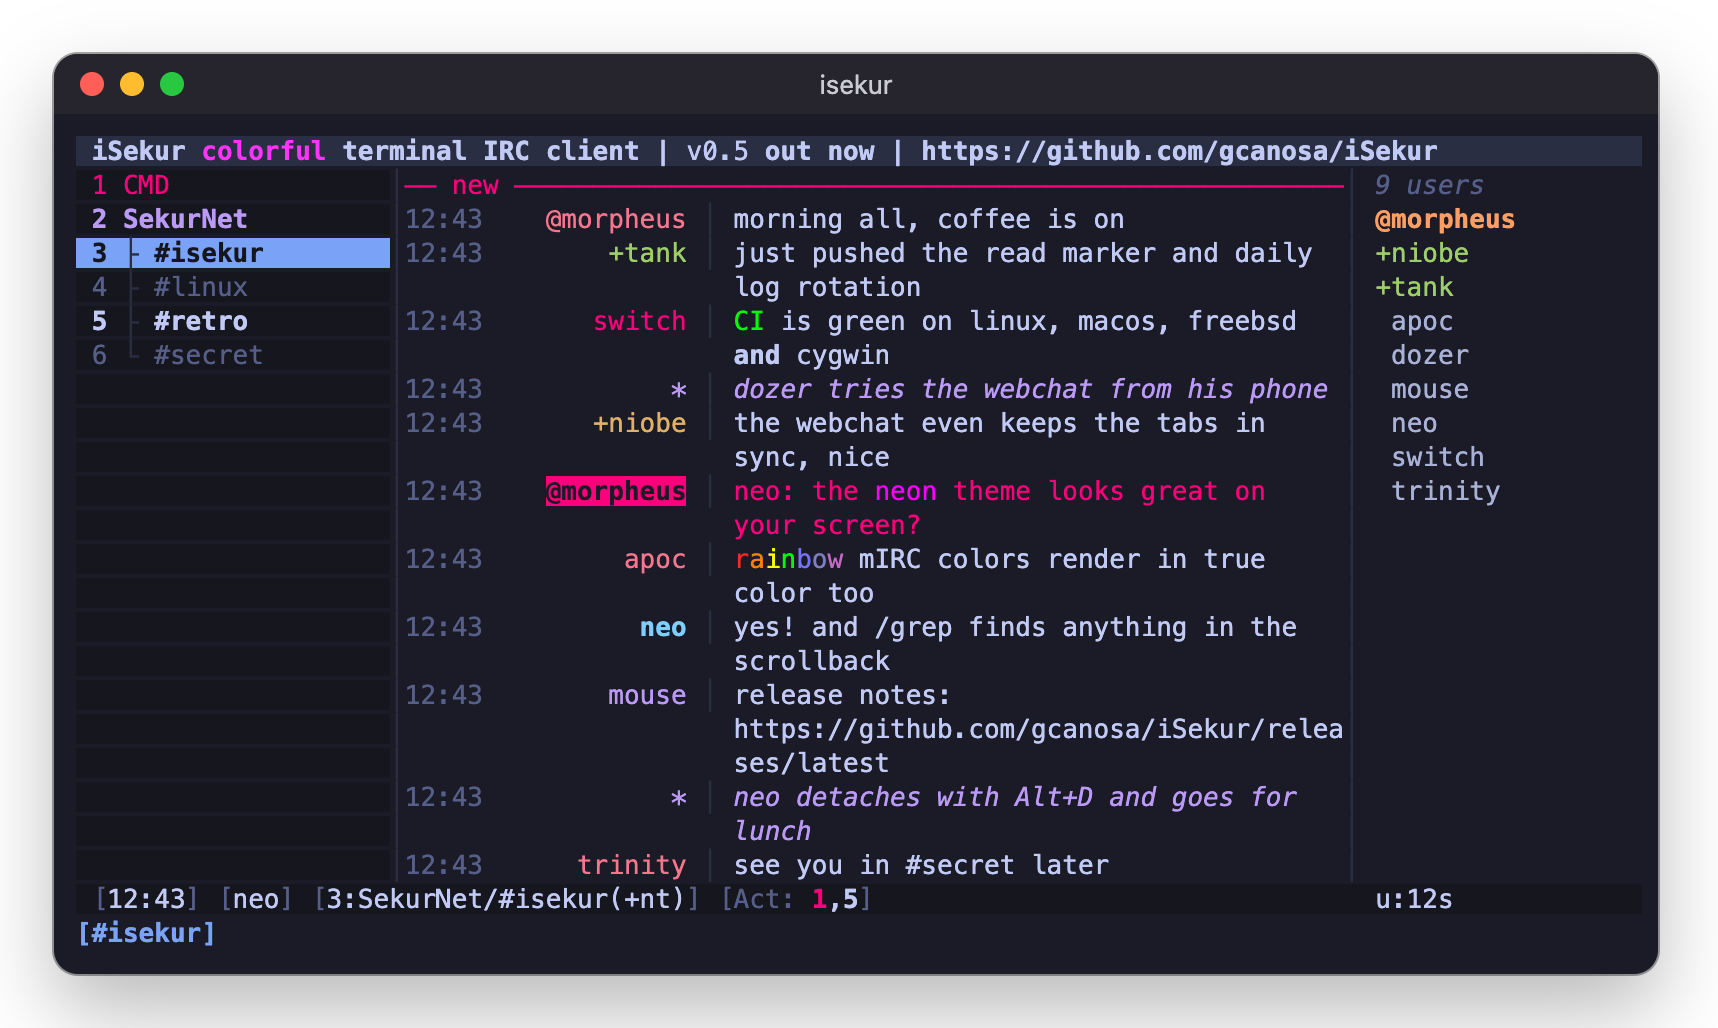 isekur
iSekur colorful terminal IRC client | v0.5 out now | https://github.com/gcanosa/iSekur
1 CMD
2 SekurNet
3 #isekur
4 #linux
5 #retro
6 #secret
new
12:43 @morpheus morning all, coffee is on
12:43 +tank just pushed the read marker and daily
log rotation
12:43 switch CI is green on linux, macos, freebsd
and cygwin
12:43 * dozer tries the webchat from his phone
12:43 +niobe the webchat even keeps the tabs in
sync, nice
12:43 @morpheus neo: the neon theme looks great on
your screen?
12:43 apoc rainbow mIRC colors render in true
color too
12:43 neo yes! and /grep finds anything in the
scrollback
12:43 mouse release notes:
https://github.com/gcanosa/iSekur/relea
ses/latest
12:43 * neo detaches with Alt+D and goes for
lunch
12:43 trinity see you in #secret later
9 users
@morpheus
+niobe
+tank
apoc
dozer
mouse
neo
switch
trinity
[12:43] [neo] [3:SekurNet/#isekur(+nt)] [Act: 1,5] u:12s
[#isekur]